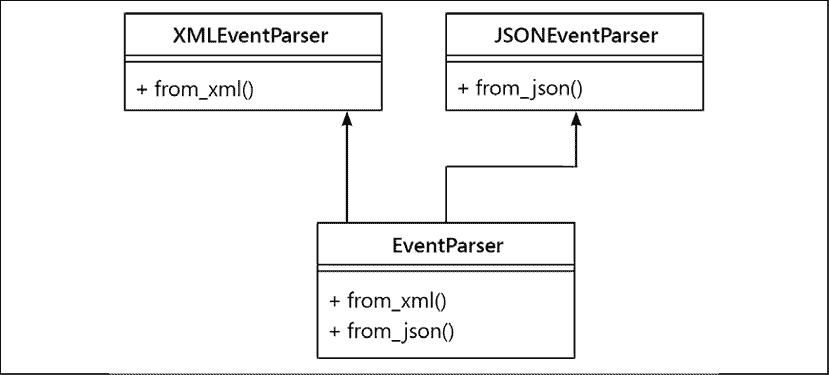 XMLEventParser
+ from_xml()
JSONEventParser
+ from_json()
EventParser
+ from_xml()
+ from_json()